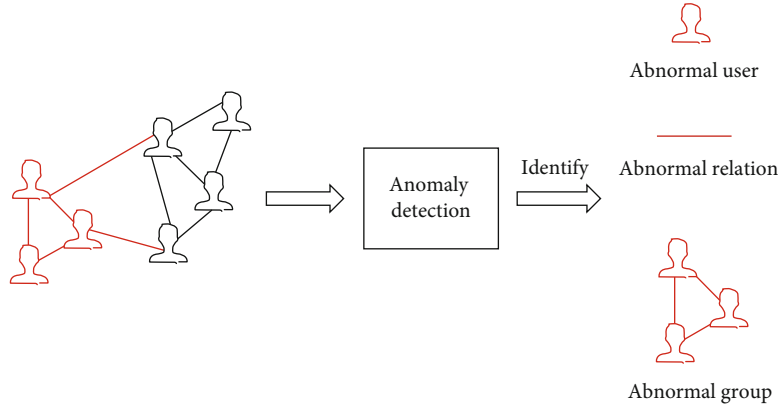 Abnormal user
Anomaly
detection
Identify
Abnormal relation
Abnormal group